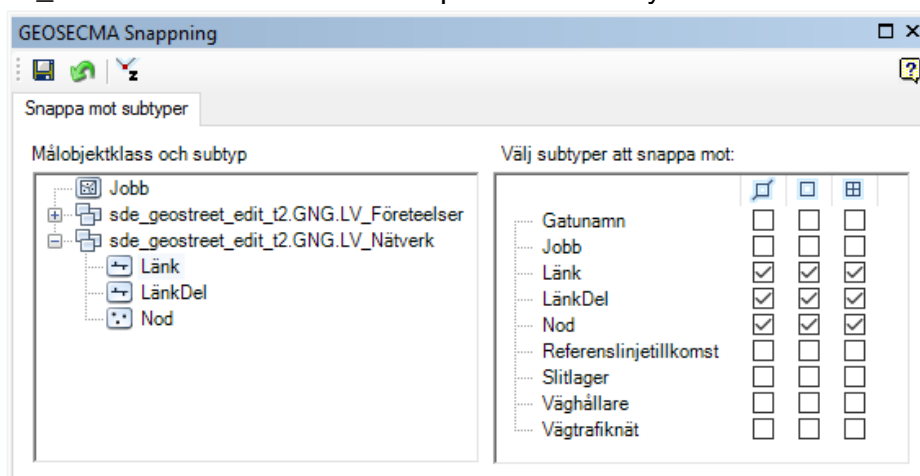 GEOSECMA Snappning
z
Snappa mot subtyper
Målobjektklass och subtyp
Jobb
sde_geostreet_edit_t2.GNG.LV_Företeelser
sde_geostreet_edit_t2.GNG.LV_Nätverk
Länk
LänkDel
Nod
Välj subtyper att snappa mot:
Gatunamn
Jobb
Länk
LänkDel
Nod
Referenslinjetillkomst
Slitlager
Väghållare
Vägtrafiknät